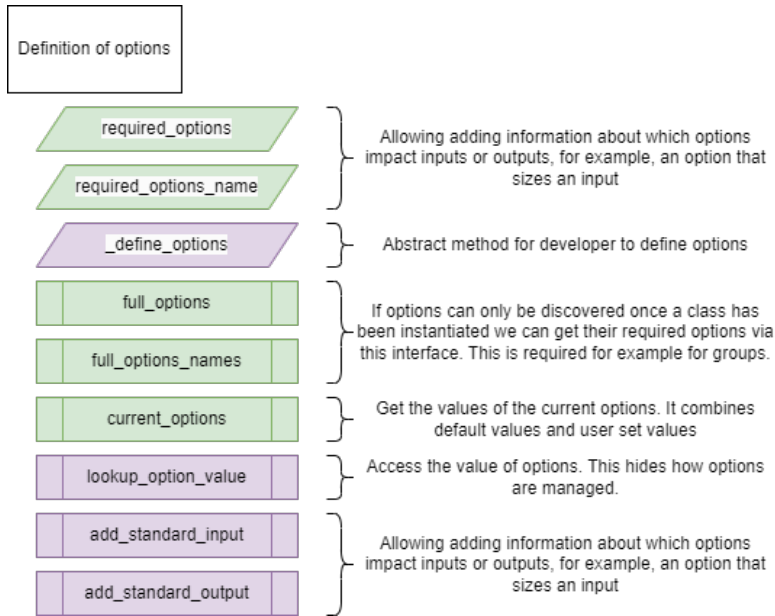 Definition of options
required_options
required_options_name
Allowing adding information about which options
impact inputs or outputs, for example, an option that
sizes an input
_define_options
Abstract method for developer to define options
full_options
full_options_names
If options can only be discovered once a class has
been instantiated we can get their required options via
this interface. This is required for example for groups.
current_options
Get the values of the current options. It combines
default values and user set values
lookup_option_value
Access the value of options. This hides how options
are managed.
add_standard_input
add_standard_output
Allowing adding information about which options
impact inputs or outputs, for example, an option that
sizes an input